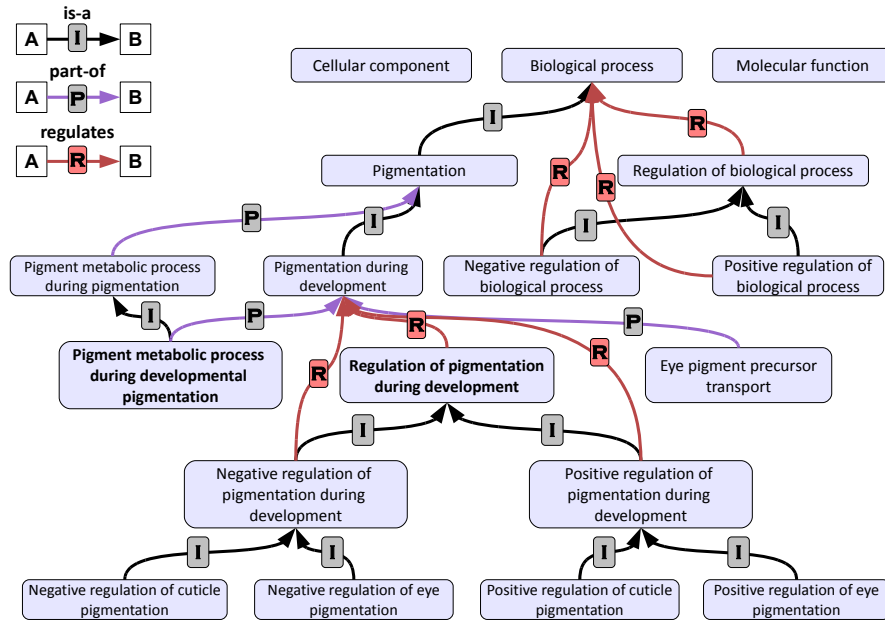 is-a
A I B
part-of
A P B
regulates
A R B
Cellular component
Biological process
Molecular function
I
R
Pigmentation
R
R
Regulation of biological process
P
I
I
I
Pigment metabolic process
during pigmentation
Pigmentation during
development
Negative regulation of
biological process
Positive regulation of
biological process
I
P
R
P
Pigment metabolic process
during developmental
pigmentation
R
Regulation of pigmentation
during development
R
Eye pigment precursor
transport
I
I
Negative regulation of
pigmentation during
development
Positive regulation of
pigmentation during
development
I
I
I
I
Negative regulation of cuticle
pigmentation
Negative regulation of eye
pigmentation
Positive regulation of cuticle
pigmentation
Positive regulation of eye
pigmentation